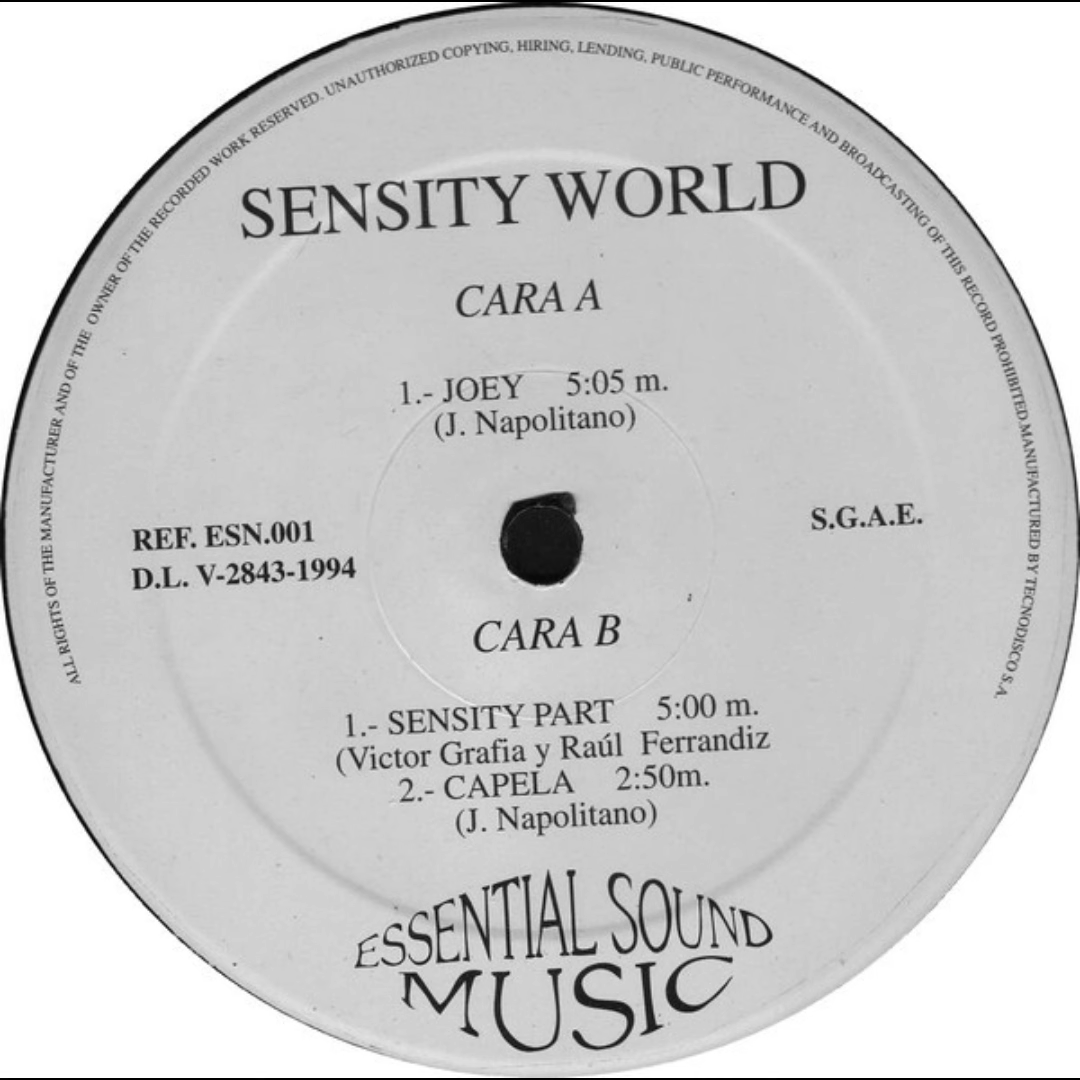 ALL RIGHTS OF THE MANUFACTURER AND OF THE OWNER OF THE RECORDED WORK RESERVED. UNAUTHORIZED COPYING, HIRING, LENDING, PUBLIC PERFORMANCE AND BROADCASTING OF THIS RECORD PROHIBITED.MANUFACTURED BY TECNODISCO S.A.
SENSITY WORLD
CARA A
1.- JOEY 5:05 m.
(J. Napolitano)
REF. ESN.001
D.L. V-2843-1994
S.G.A.E.
CARA B
1.- SENSITY PART 5:00 m.
(Victor Grafia y Raúl Ferrandiz
2.- CAPELA 2:50m.
(J. Napolitano)
ESSENTIAL SOUND
MUSIC